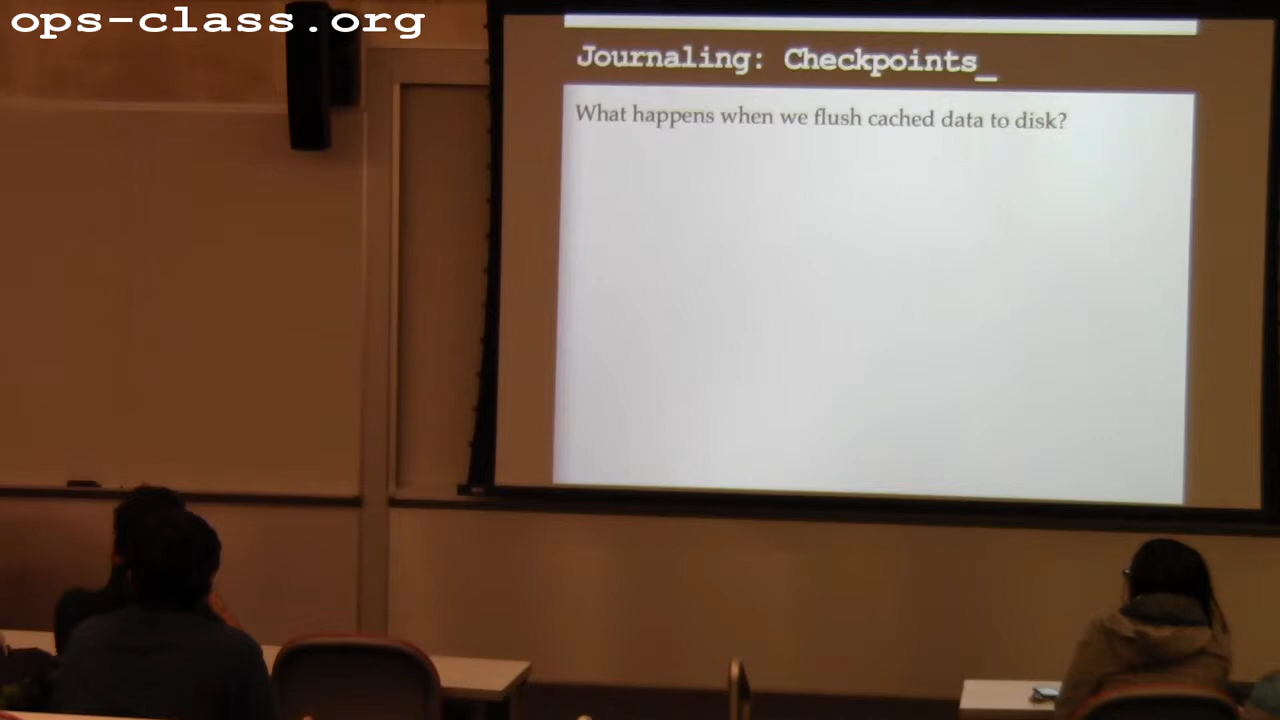 ops-class.org
Journaling: Checkpoints_
What happens when we flush cached data to disk?